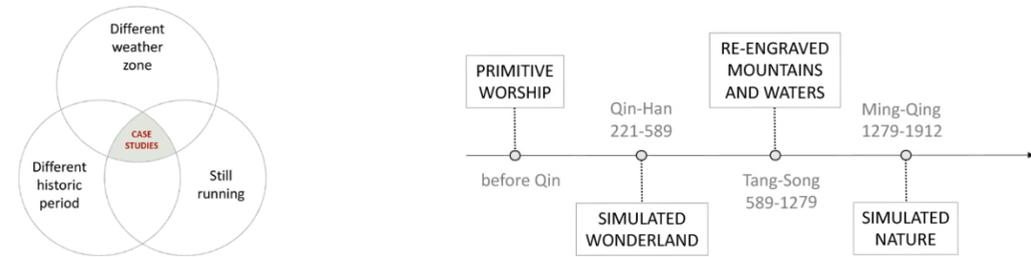 Different
weather
zone
CASE
STUDIES
Different
historic
period
Still
running
PRIMITIVE
WORSHIP
before Qin
Qin-Han
221-589
SIMULATED
WONDERLAND
RE-ENGRAVED
MOUNTAINS
AND WATERS
Tang-Song
589-1279
Ming-Qing
1279-1912
SIMULATED
NATURE